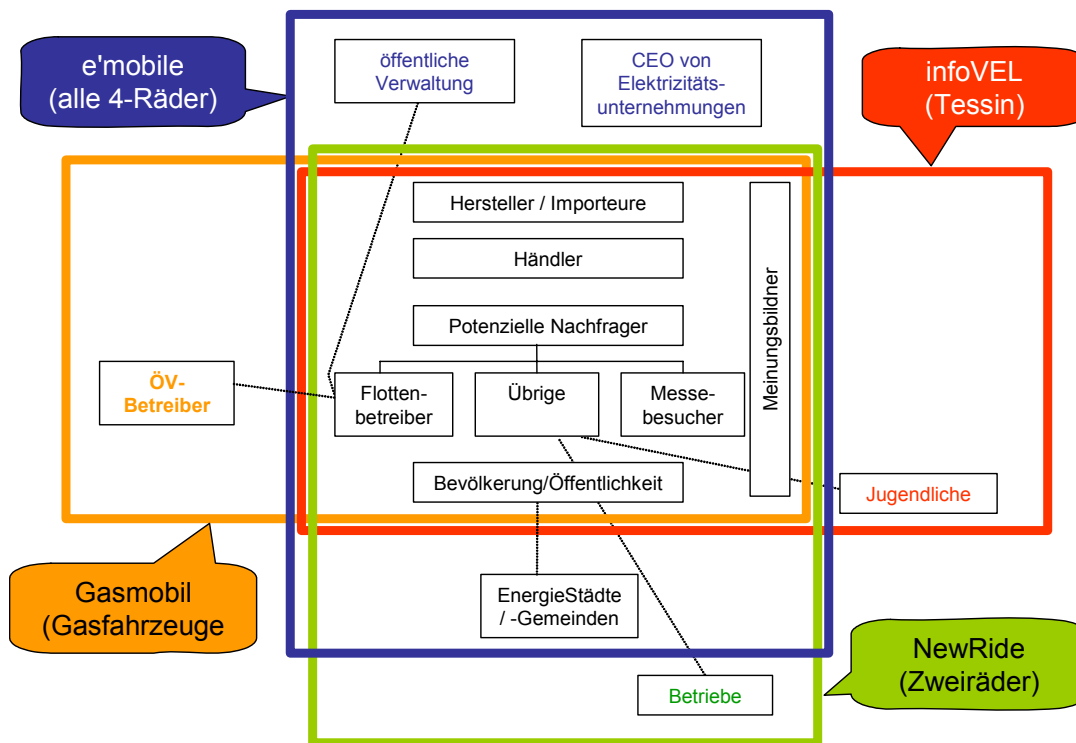 e'mobile
(alle 4-Räder)
öffentliche
Verwaltung
CEO von
Elektrizitäts-
unternehmungen
infoVEL
(Tessin)
Hersteller / Importeure
Händler
Potenzielle Nachfrager
Meinungsbildner
ÖV-
Betreiber
Flotten-
betreiber
Übrige
Messe-
besucher
Bevölkerung/Öffentlichkeit
Jugendliche
Gasmobil
(Gasfahrzeuge
EnergieStädte
/ -Gemeinden
NewRide
(Zweiräder)
Betriebe